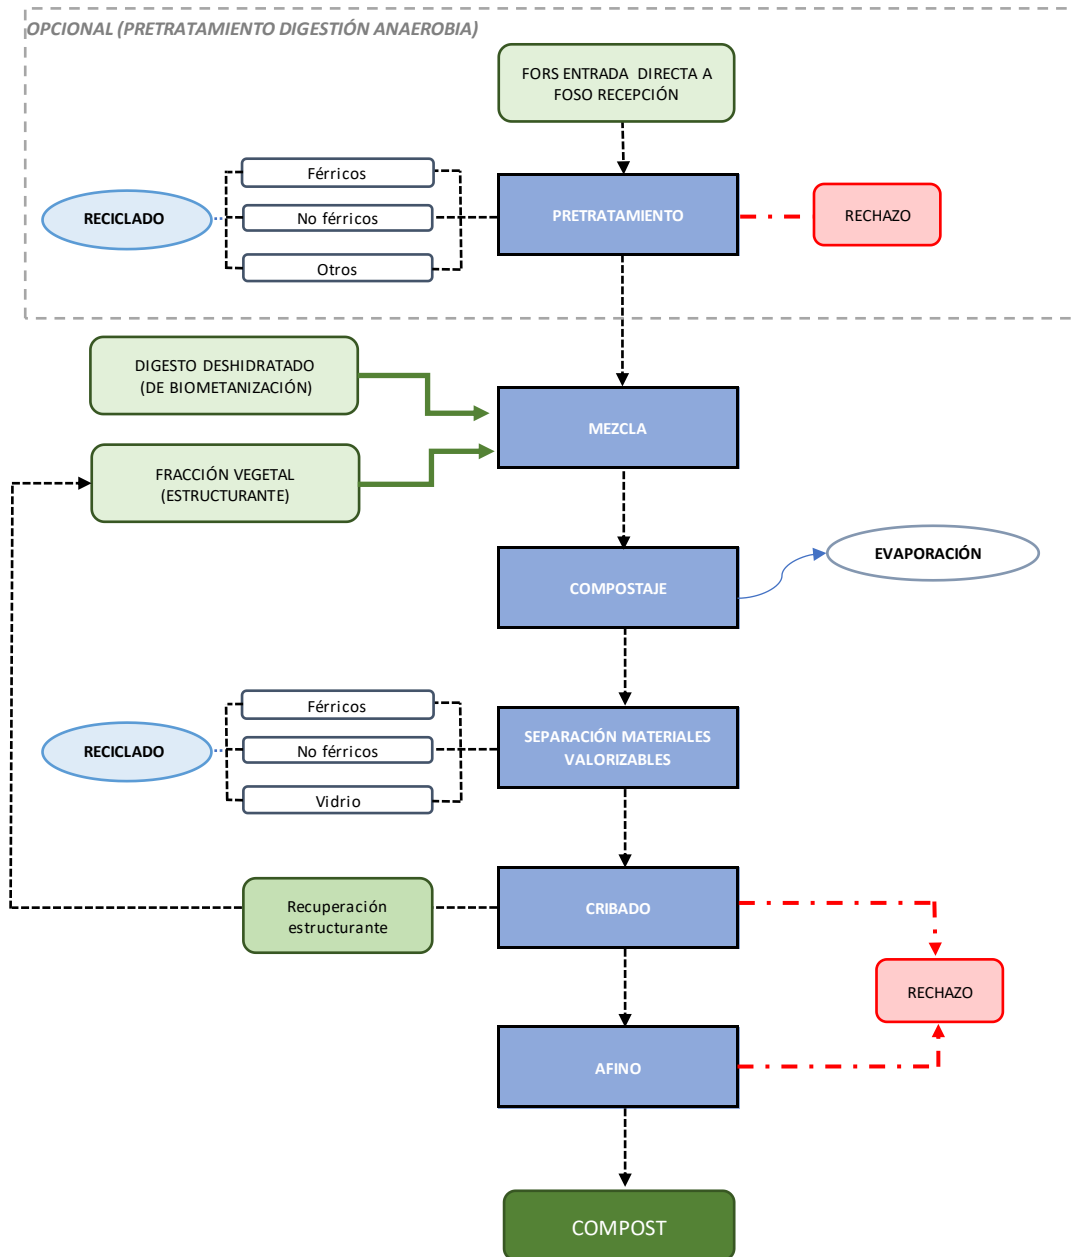 OPCIONAL (PRETRATAMIENTO DIGESTIÓN ANAEROBIA)
FORS ENTRADA DIRECTA A
FOSO RECEPCIÓN
Férricos
RECICLADO
No férricos
Otros
PRETRATAMIENTO
RECHAZO
DIGESTO DESHIDRATADO
(DE BIOMETANIZACIÓN)
MEZCLA
FRACCIÓN VEGETAL
(ESTRUCTURANTE)
EVAPORACIÓN
COMPOSTAJE
Férricos
RECICLADO
No férricos
Vidrio
SEPARACIÓN MATERIALES
VALORIZABLES
Recuperación
estructurante
CRIBADO
RECHAZO
AFINO
COMPOST